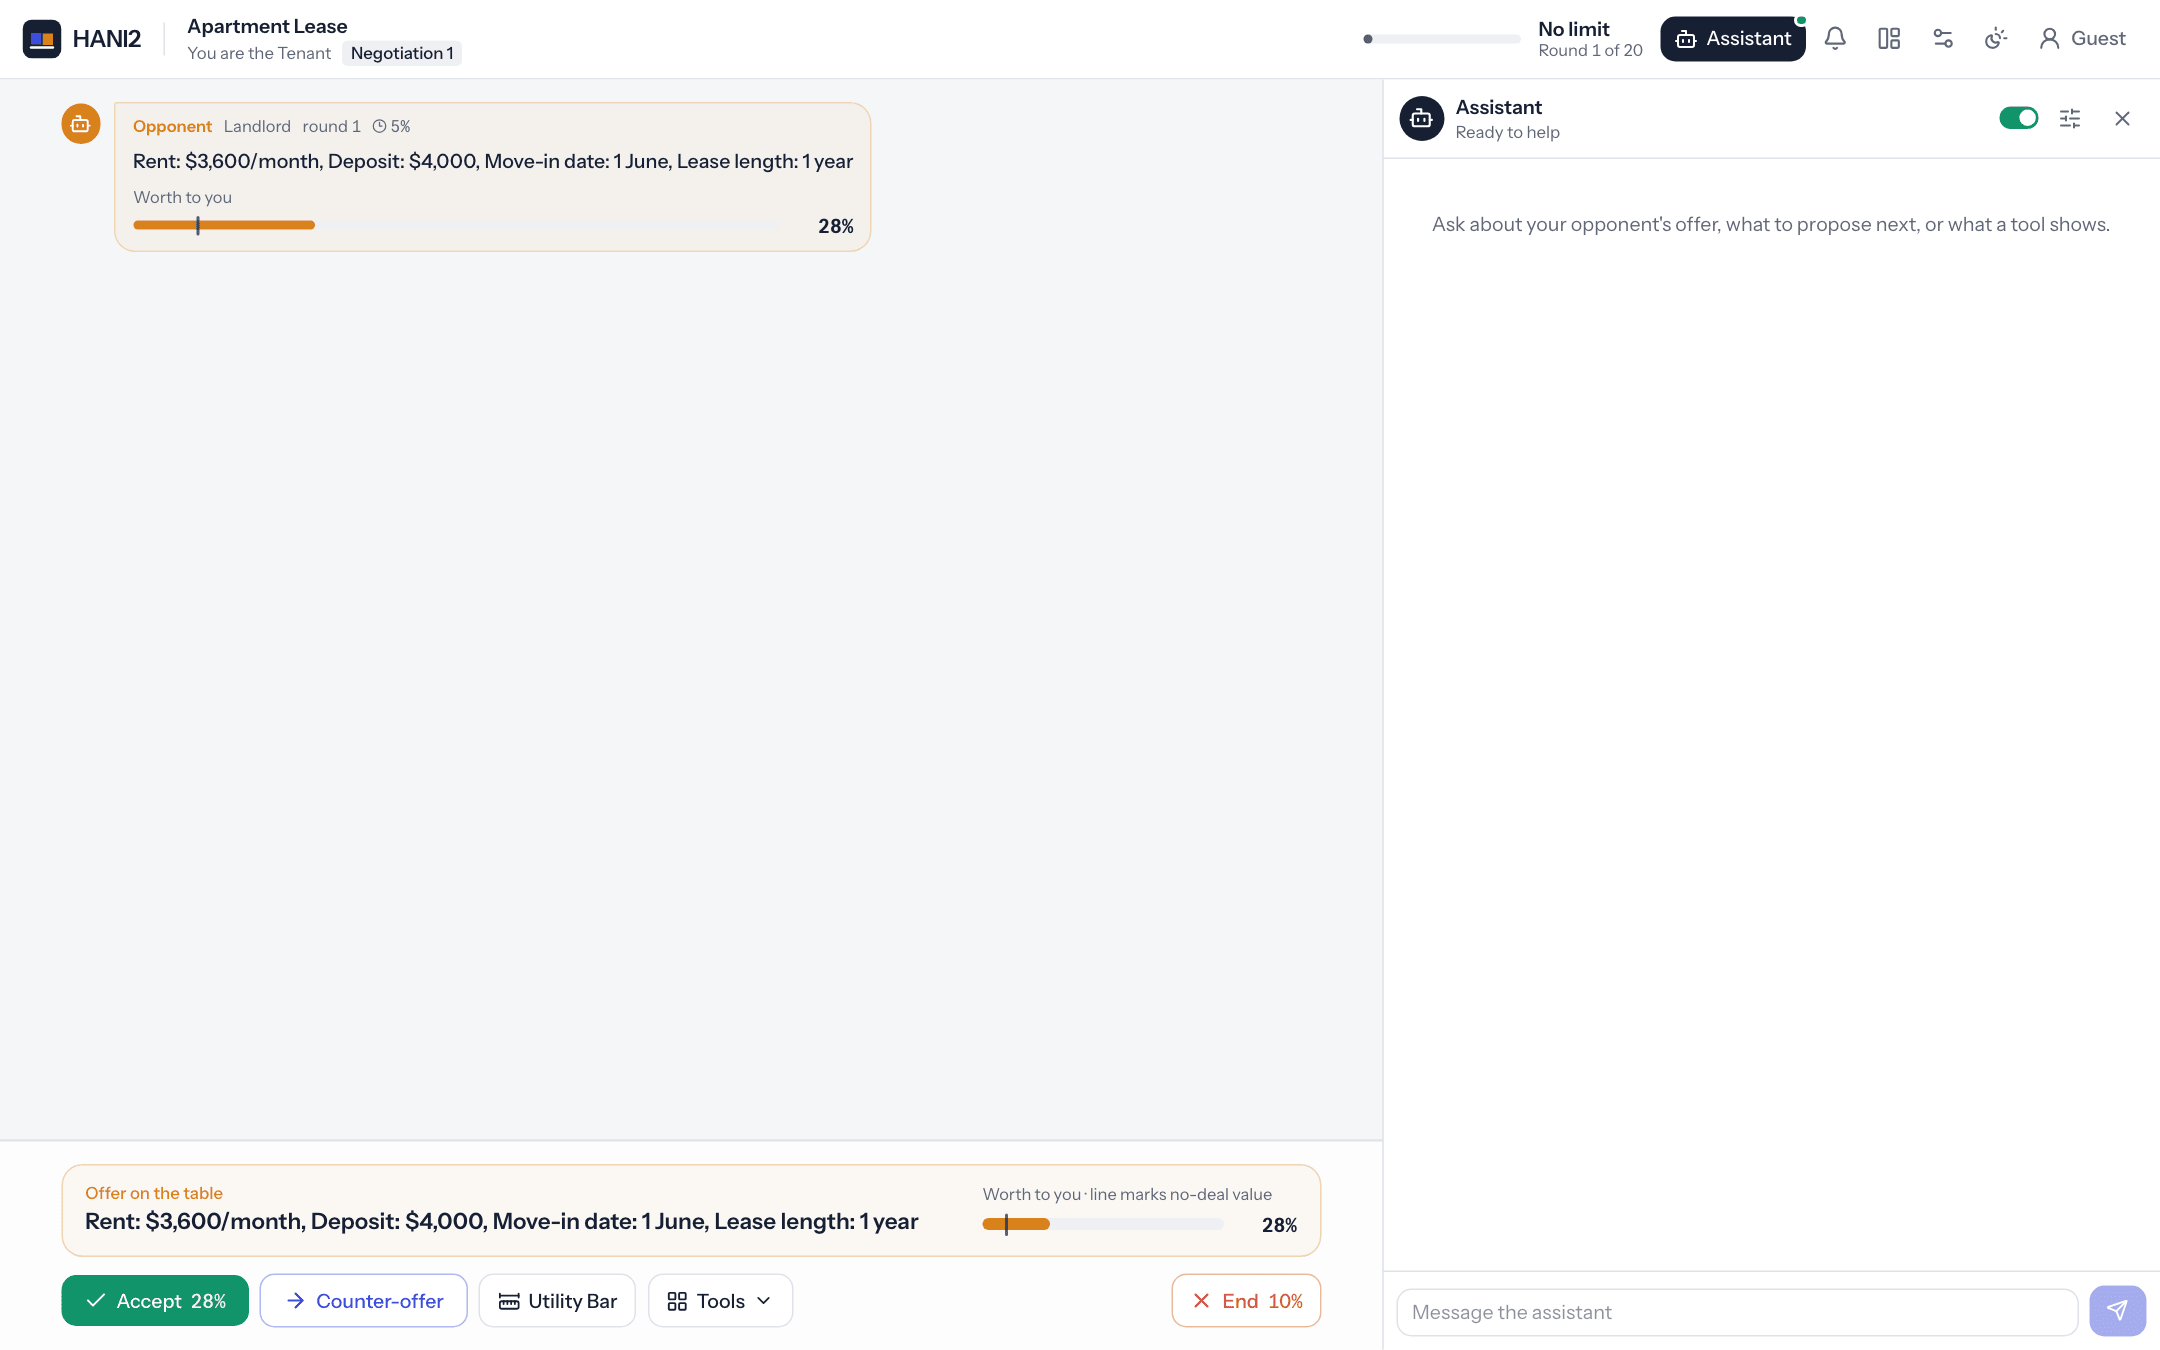 HANI2
Apartment Lease
You are the Tenant Negotiation 1
No limit
Round 1 of 20
Assistant
Guest
Opponent Landlord round 1 5%
Rent: $3,600/month, Deposit: $4,000, Move-in date: 1 June, Lease length: 1 year
Worth to you
28%
Assistant
Ready to help
Ask about your opponent's offer, what to propose next, or what a tool shows.
Offer on the table
Rent: $3,600/month, Deposit: $4,000, Move-in date: 1 June, Lease length: 1 year
Worth to you · line marks no-deal value
28%
Accept 28%
Counter-offer
Utility Bar
Tools
End 10%
Message the assistant